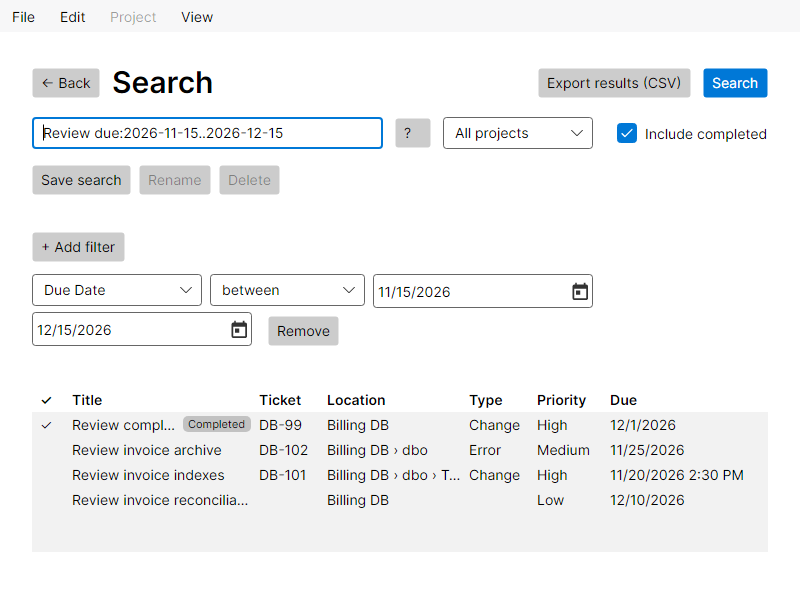 File Edit Project View
← Back Search Export results (CSV) Search
Review due:2026-11-15..2026-12-15 ? All projects Include completed
Save search Rename Delete
+ Add filter
Due Date between 11/15/2026
12/15/2026 Remove
✓ Title Ticket Location Type Priority Due
✓ Review compl... Completed DB-99 Billing DB Change High 12/1/2026
Review invoice archive DB-102 Billing DB › dbo Error Medium 11/25/2026
Review invoice indexes DB-101 Billing DB › dbo › T... Change High 11/20/2026 2:30 PM
Review invoice reconcilia... Billing DB Low 12/10/2026